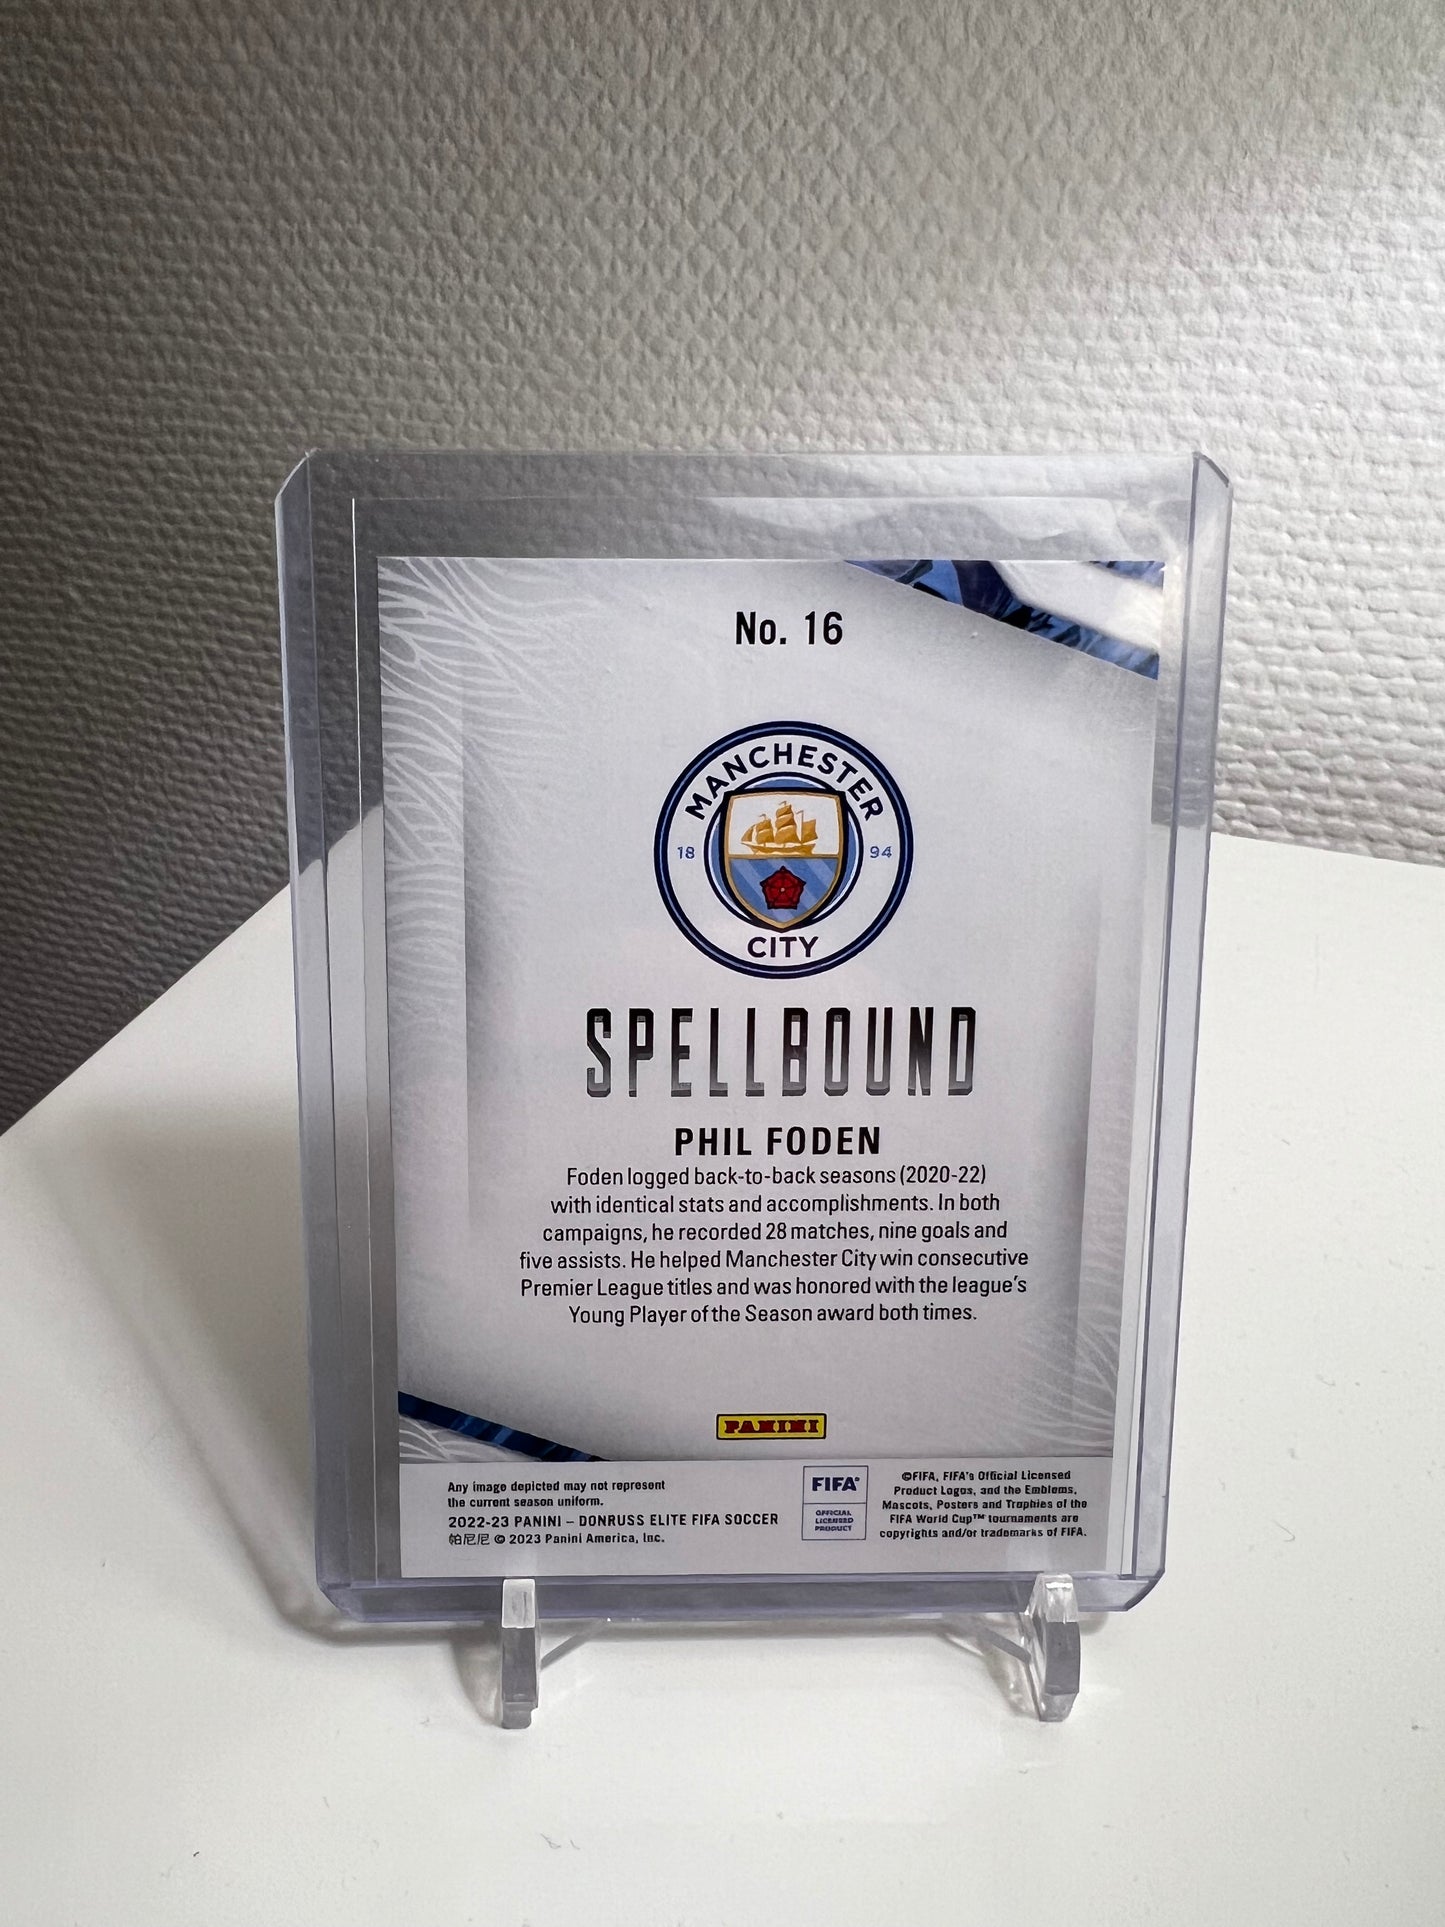 No. 16
MANCHESTER
18 94
CITY
SPELLBOUND
PHIL FODEN
Foden logged back-to-back seasons (2020-22)
with identical stats and accomplishments. In both
campaigns, he recorded 28 matches, nine goals and
five assists. He helped Manchester City win consecutive
Premier League titles and was honored with the league's
Young Player of the Season award both times.
PANINI
Any image depicted may not represent
the current season uniform.
2022-23 PANINI – DONRUSS ELITE FIFA SOCCER
帕尼尼 © 2023 Panini America, Inc.
FIFA®
OFFICIAL
LICENSED
PRODUCT
©FIFA, FIFA's Official Licensed
Product Logos, and the Emblems,
Mascots, Posters and Trophies of the
FIFA World Cup™ tournaments are
copyrights and/or trademarks of FIFA.